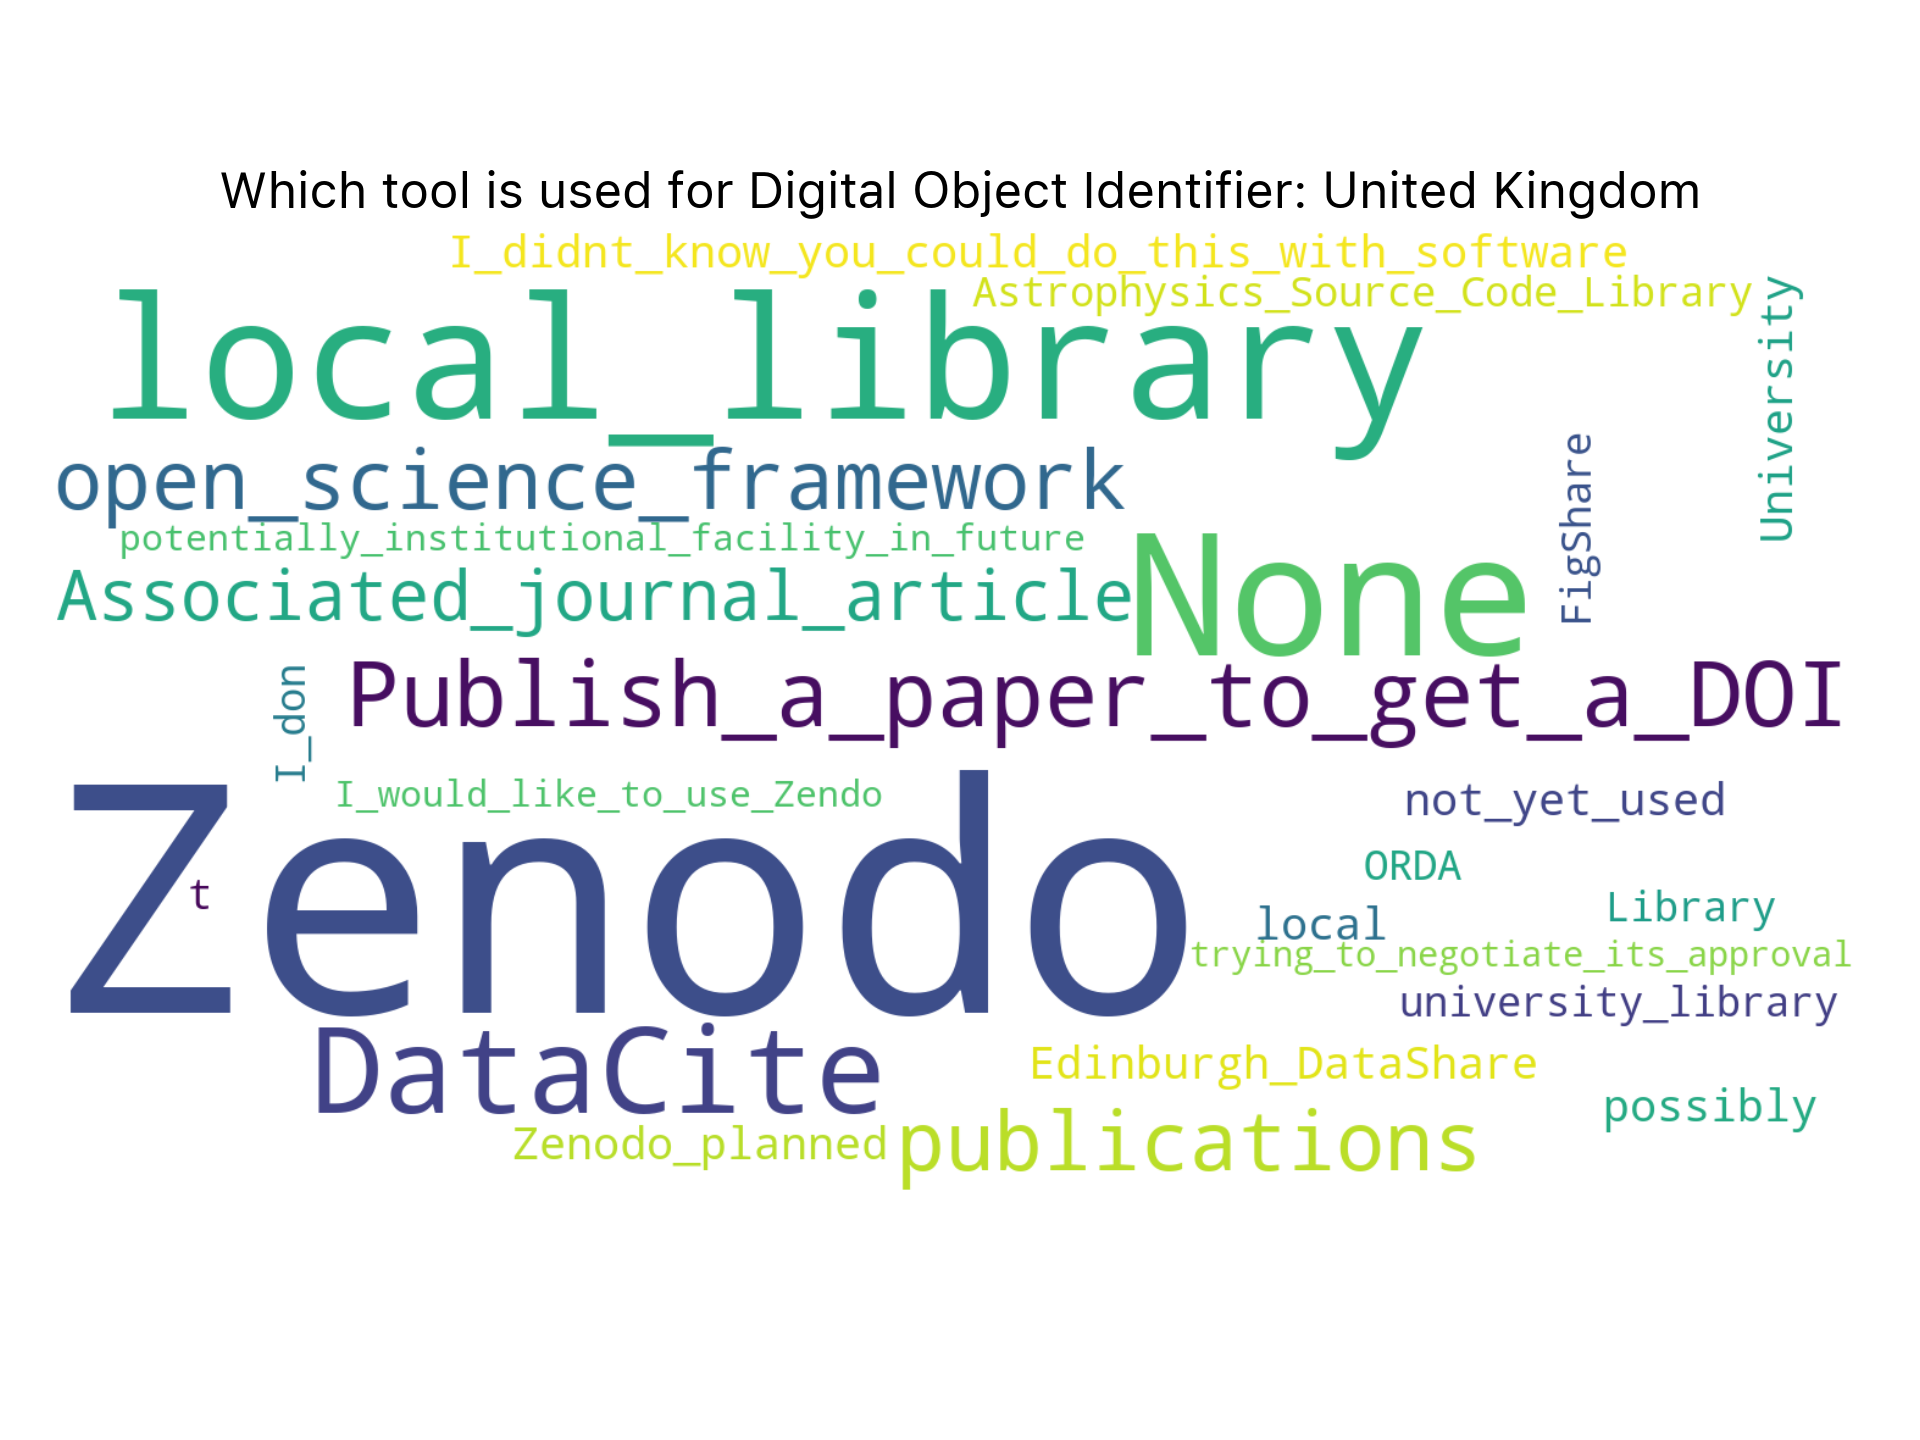 Which tool is used for Digital Object Identifier: United Kingdom
I_didnt_know_you_could_do_this_with_software
Astrophysics_Source_Code_Library
University
local_library
open_science_framework
FigShare
potentially_institutional_facility_in_future
None
Associated_journal_article
I_don
Publish_a_paper_to_get_a_DOI
I_would_like_to_use_Zendo
not_yet_used
Zenodo
t
ORDA
Library
local
trying_to_negotiate_its_approval
university_library
DataCite
Edinburgh_DataShare
possibly
Zenodo_planned
publications